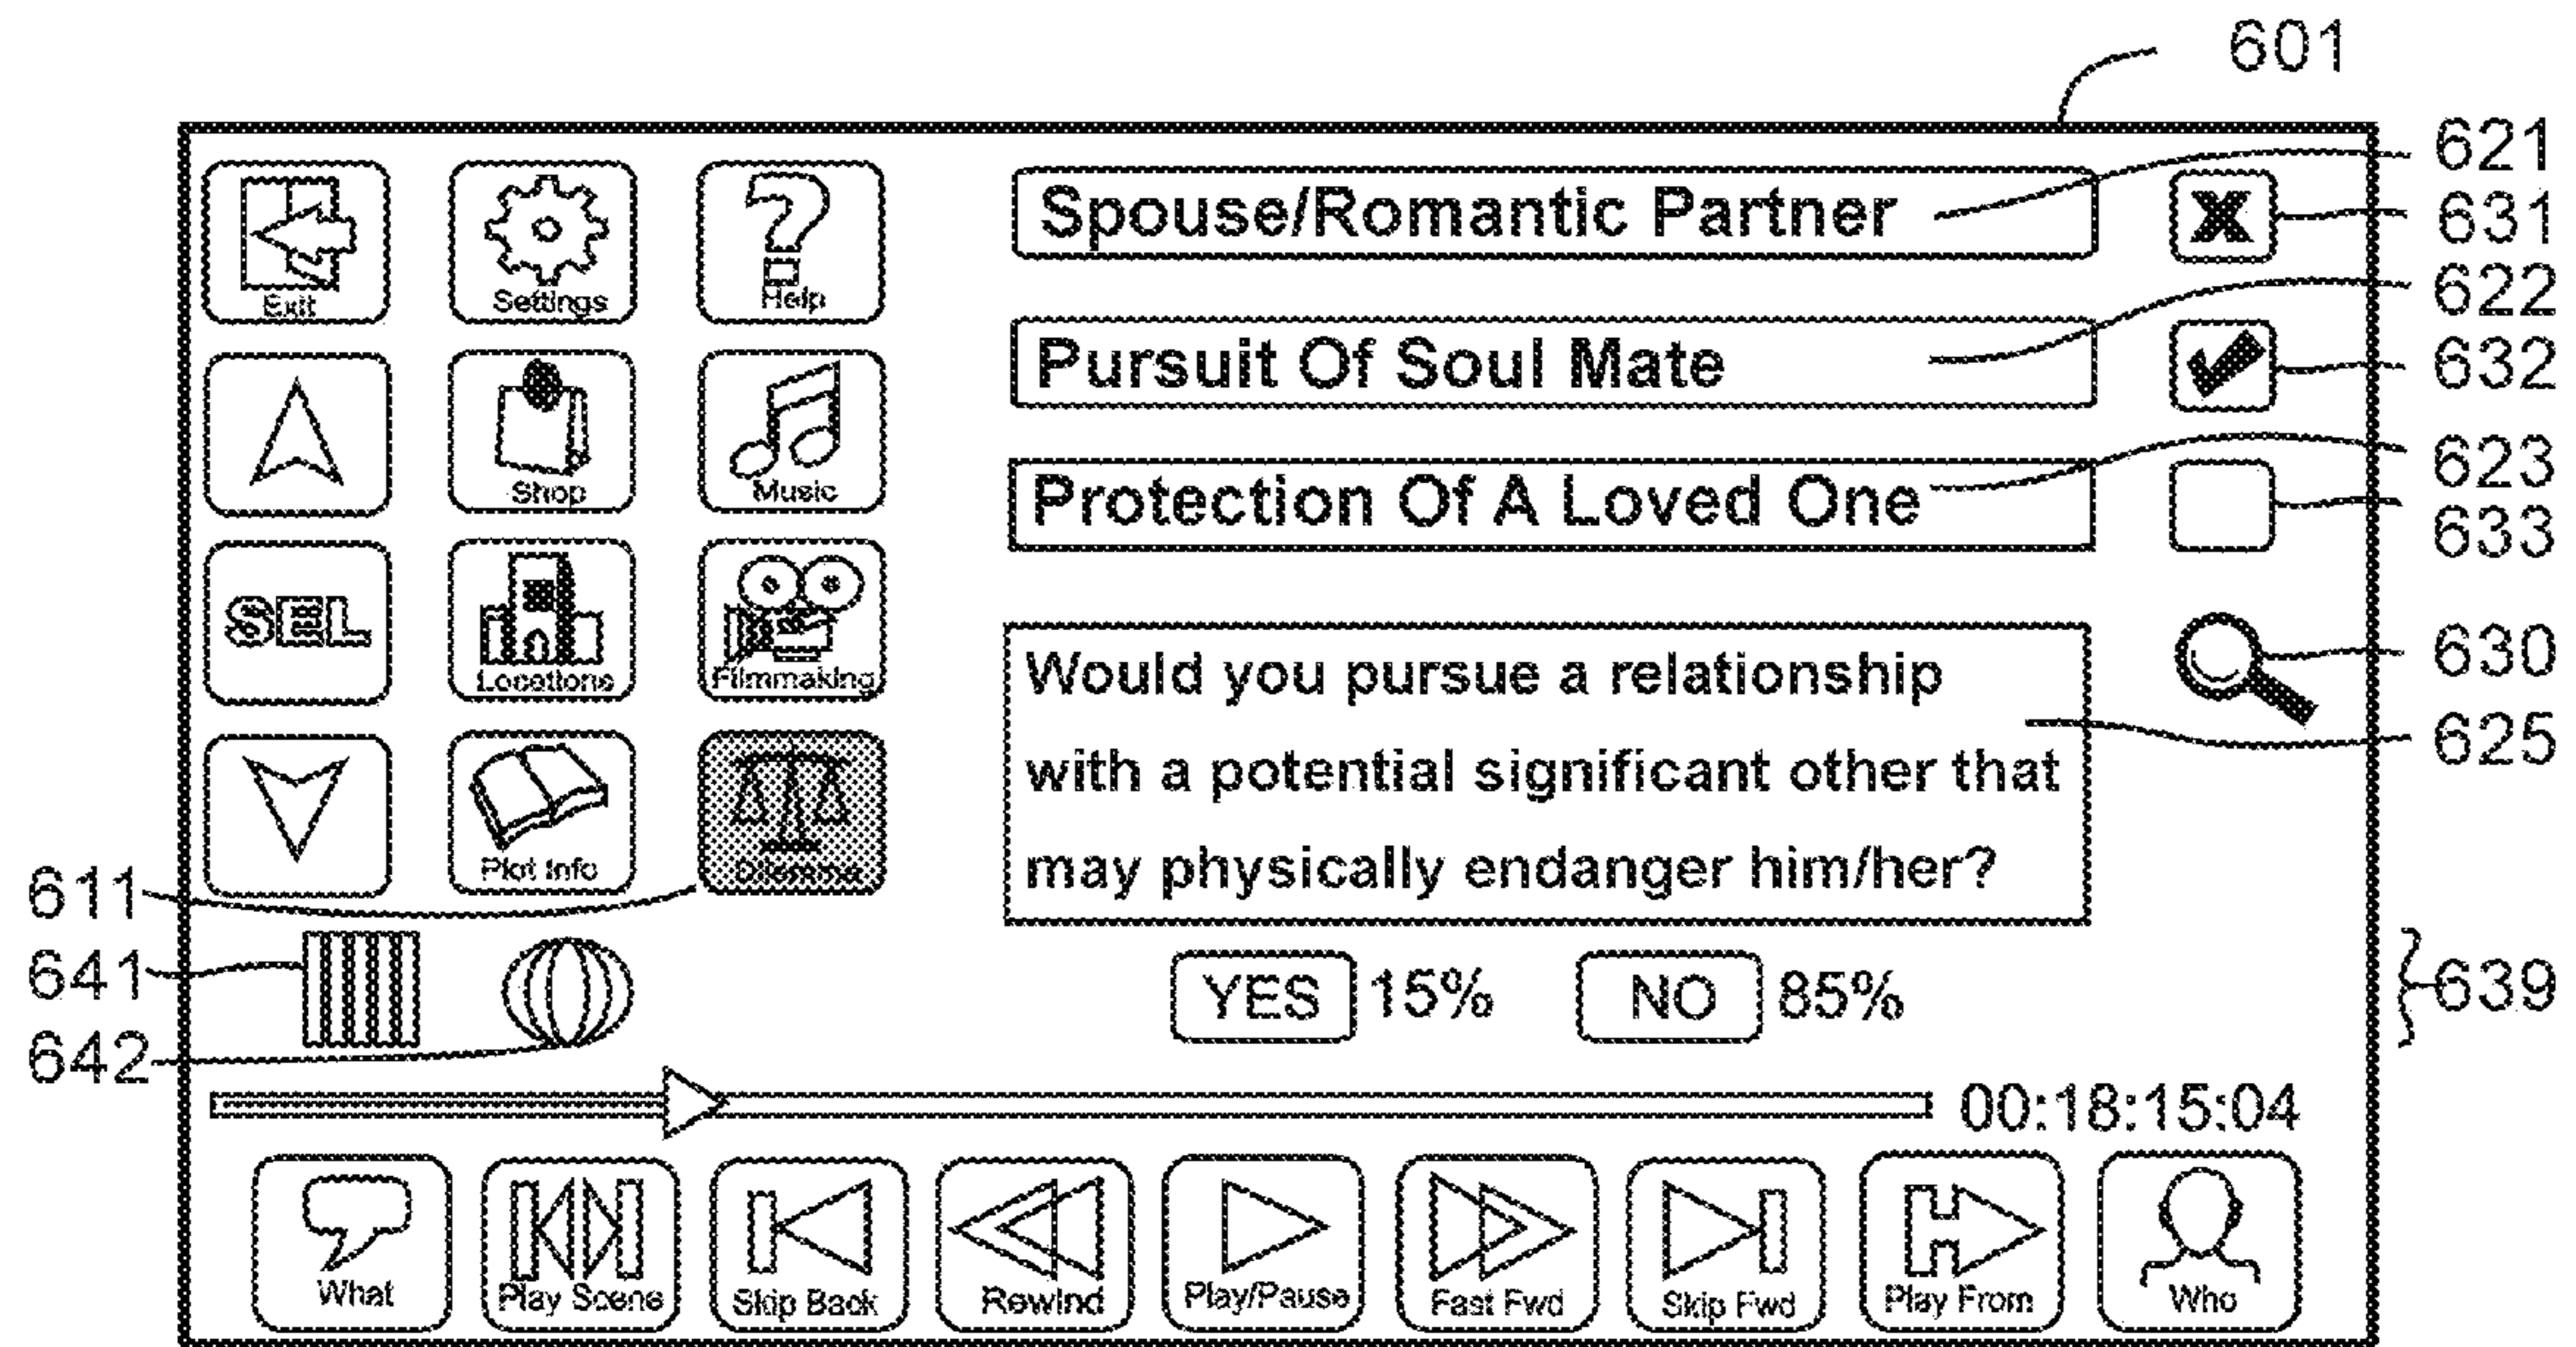 601
621
Spouse/Romantic Partner
X
631
Exit
Settings
Help
622
Pursuit Of Soul Mate
632
Shop
Music
623
Protection Of A Loved One
633
SEL
Locations
Filmmaking
630
Would you pursue a relationship
with a potential significant other that
may physically endanger him/her?
625
Plot Info
Dilemma
611
641
YES 15% NO 85%
639
642
00:18:15:04
What
Play Scene
Skip Back
Rewind
Play/Pause
Fast Fwd
Skip Fwd
Play From
Who